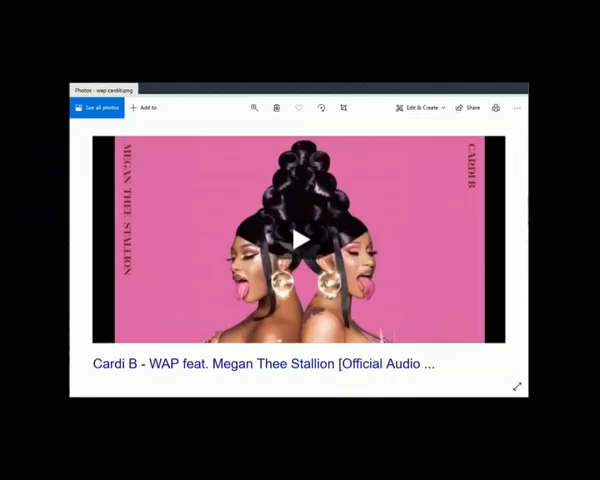 Photos - wap cardib.png
See all photos
Add to
Edit & Create
Share
MEGAN THEE STALLION
CARDI B
Cardi B - WAP feat. Megan Thee Stallion [Official Audio ...